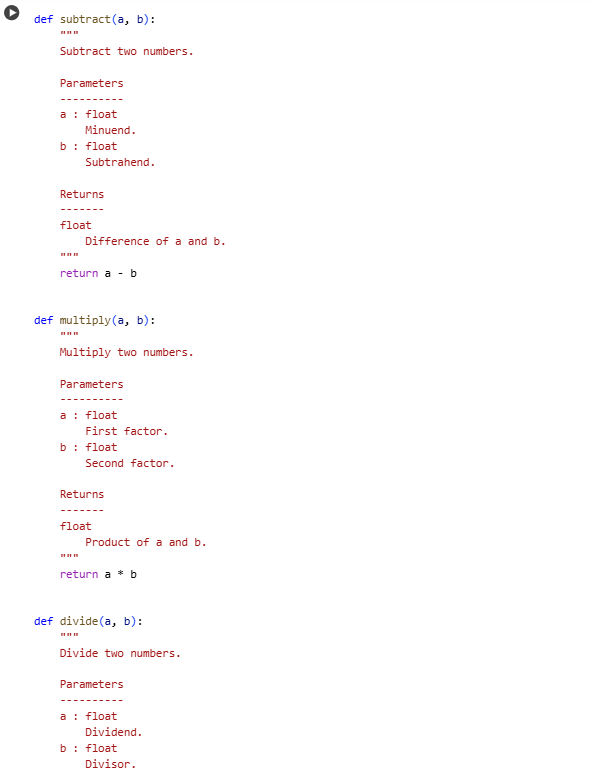 def subtract(a, b):
    """
    Subtract two numbers.

    Parameters
    ----------
    a : float
        Minuend.
    b : float
        Subtrahend.

    Returns
    -------
    float
        Difference of a and b.
    """
    return a - b


def multiply(a, b):
    """
    Multiply two numbers.

    Parameters
    ----------
    a : float
        First factor.
    b : float
        Second factor.

    Returns
    -------
    float
        Product of a and b.
    """
    return a * b


def divide(a, b):
    """
    Divide two numbers.

    Parameters
    ----------
    a : float
        Dividend.
    b : float
        Divisor.